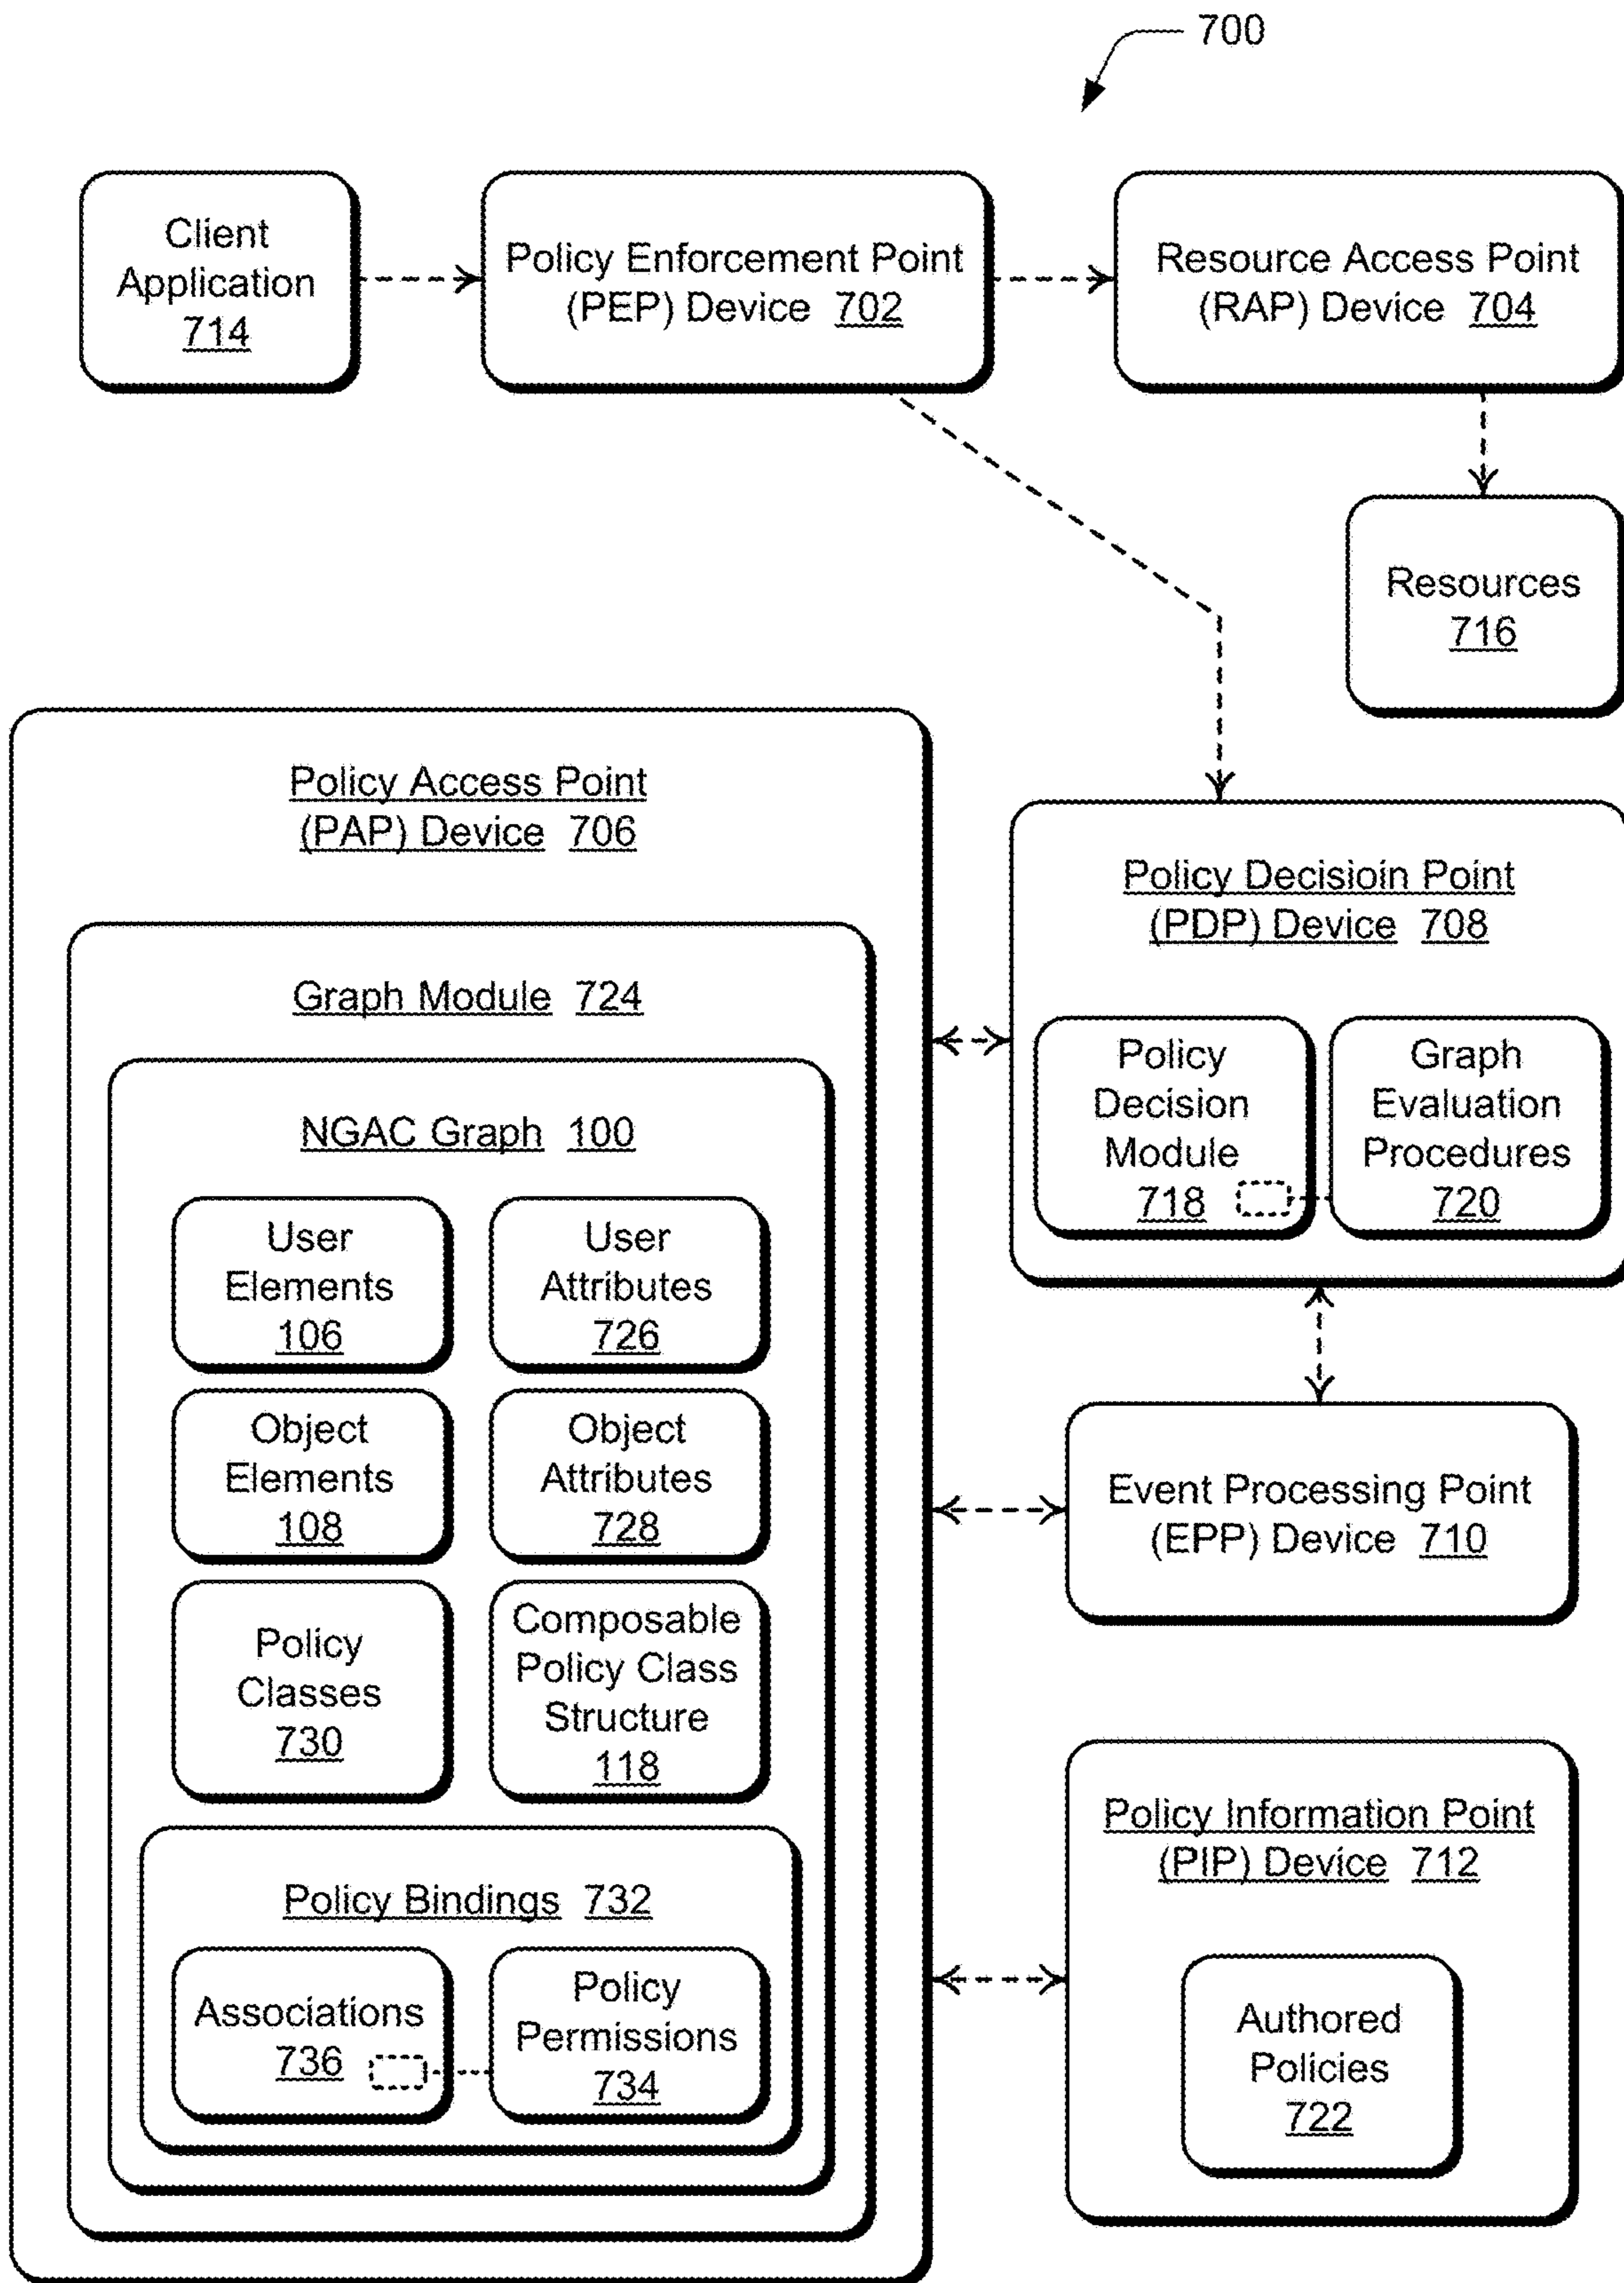 700
Client
Application
714
Policy Enforcement Point
(PEP) Device 702
Resource Access Point
(RAP) Device 704
Resources
716
Policy Access Point
(PAP) Device 706
Graph Module 724
NGAC Graph 100
User
Elements
106
User
Attributes
726
Object
Elements
108
Object
Attributes
728
Policy
Classes
730
Composable
Policy Class
Structure
118
Policy Bindings 732
Associations
736
Policy
Permissions
734
Policy Decisioin Point
(PDP) Device 708
Policy
Decision
Module
718
Graph
Evaluation
Procedures
720
Event Processing Point
(EPP) Device 710
Policy Information Point
(PIP) Device 712
Authored
Policies
722